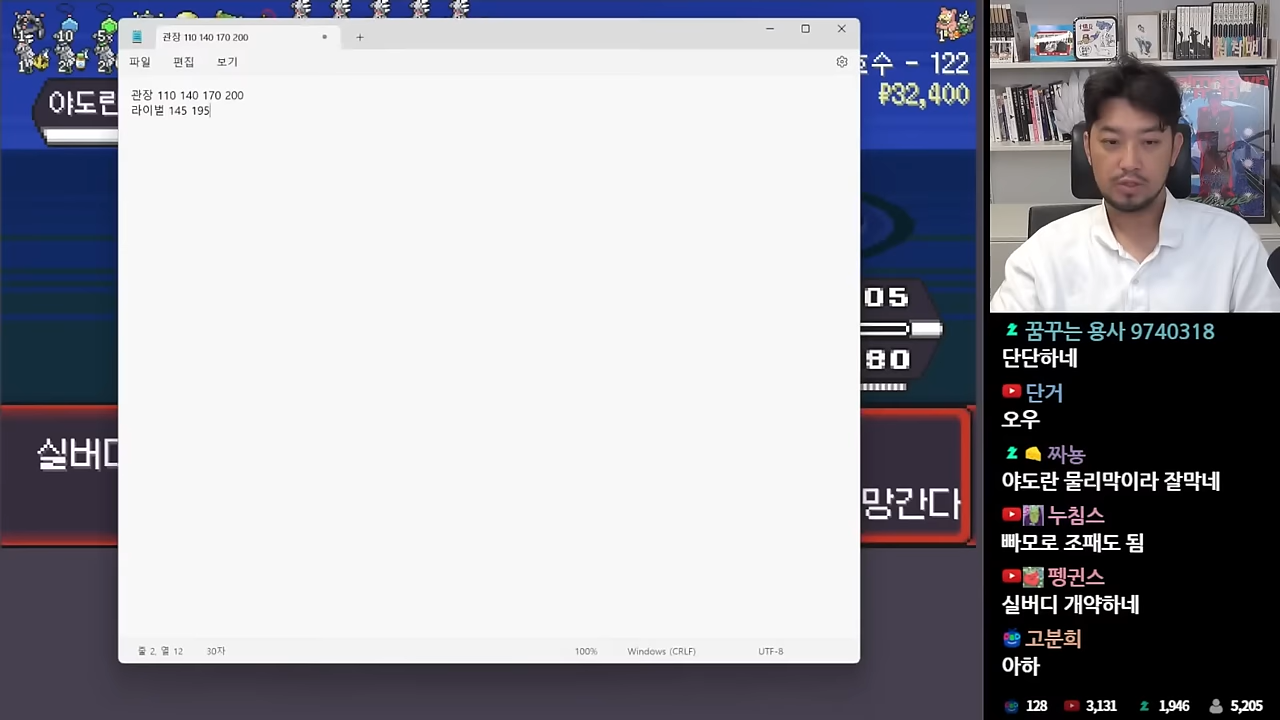 관장 110 140 170 200
파일 편집 보기
관장 110 140 170 200
라이벌 145 195
줄 2, 열 12 30자 100% Windows (CRLF) UTF-8
호수 - 122
₽32,400
야도란
05
80
실버디
망간다
꿈꾸는 용사 9740318
단단하네
단거
오우
짜뇽
야도란 물리막이라 잘막네
누침스
빠모로 조패도 됨
펭귄스
실버디 개약하네
고분희
아하
128 3,131 1,946 5,205